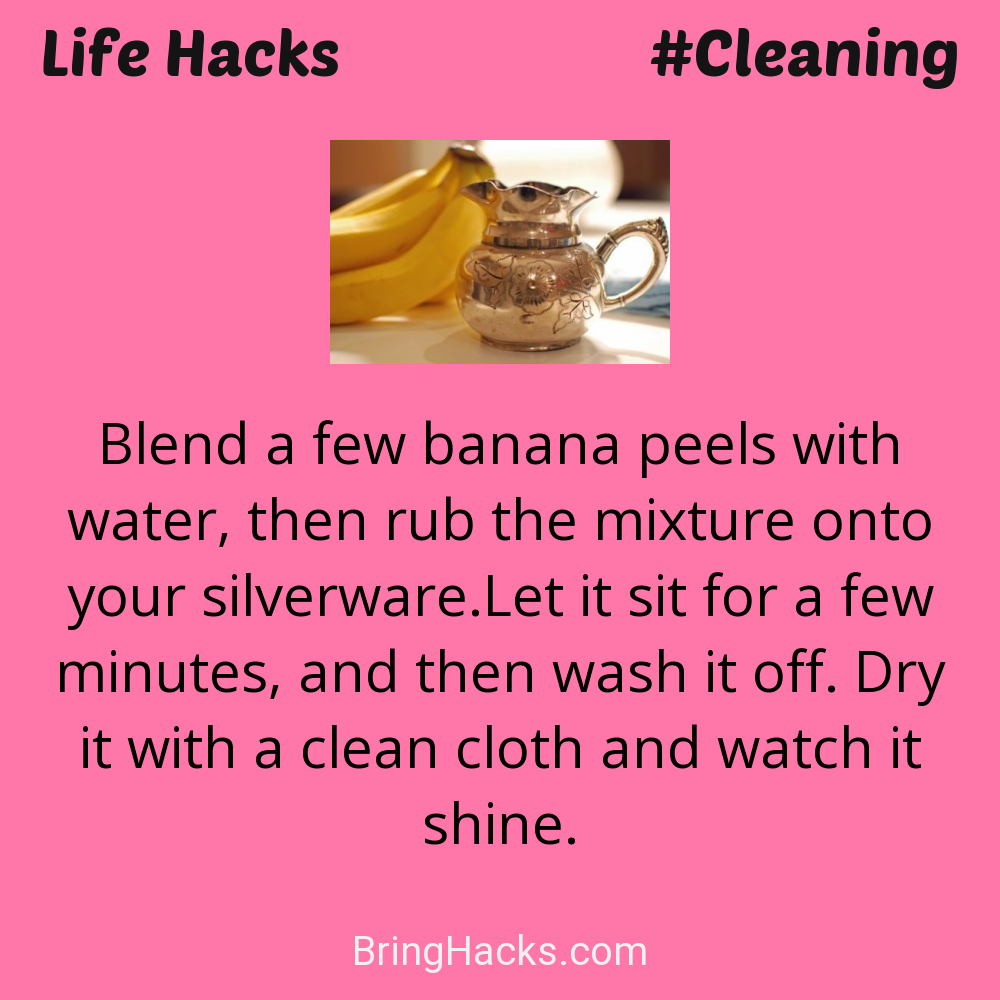 Life Hacks #Cleaning
Blend a few banana peels with
water, then rub the mixture onto
your silverware.Let it sit for a few
minutes, and then wash it off. Dry
it with a clean cloth and watch it
shine.
BringHacks.com